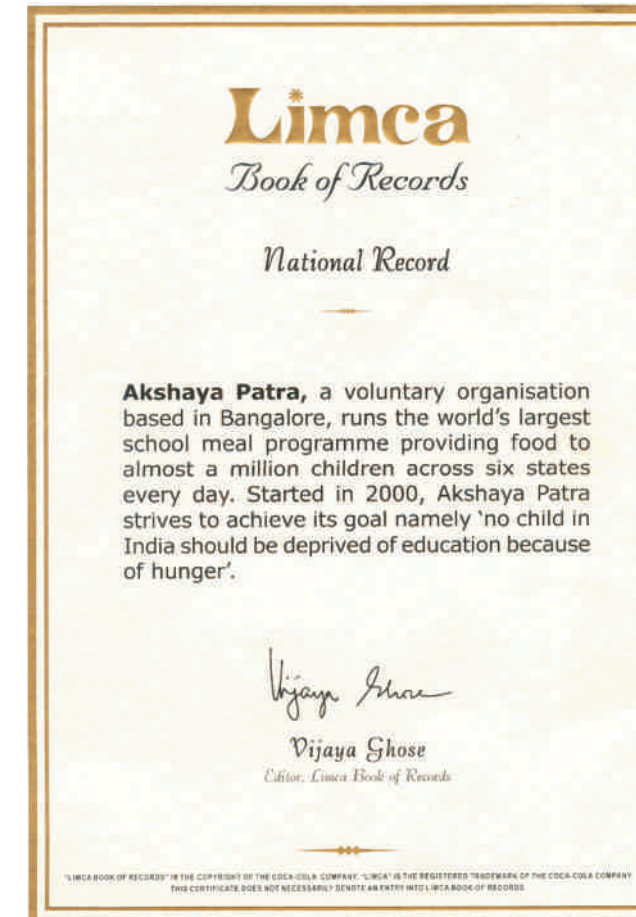 Limca
Book of Records
National Record
Akshaya Patra, a voluntary organisation
based in Bangalore, runs the world's largest
school meal programme providing food to
almost a million children across six states
every day. Started in 2000, Akshaya Patra
strives to achieve its goal namely 'no child in
India should be deprived of education because
of hunger'.
Vijaya Ghose
Vijaya Ghose
Editor, Limca Book of Records
"LIMCA BOOK OF RECORDS" IS THE COPYRIGHT OF THE COCA-COLA COMPANY. "LIMCA" IS THE REGISTERED TRADEMARK OF THE COCA-COLA COMPANY
THIS CERTIFICATE DOES NOT NECESSARILY DENOTE AN ENTRY INTO LIMCA BOOK OF RECORDS